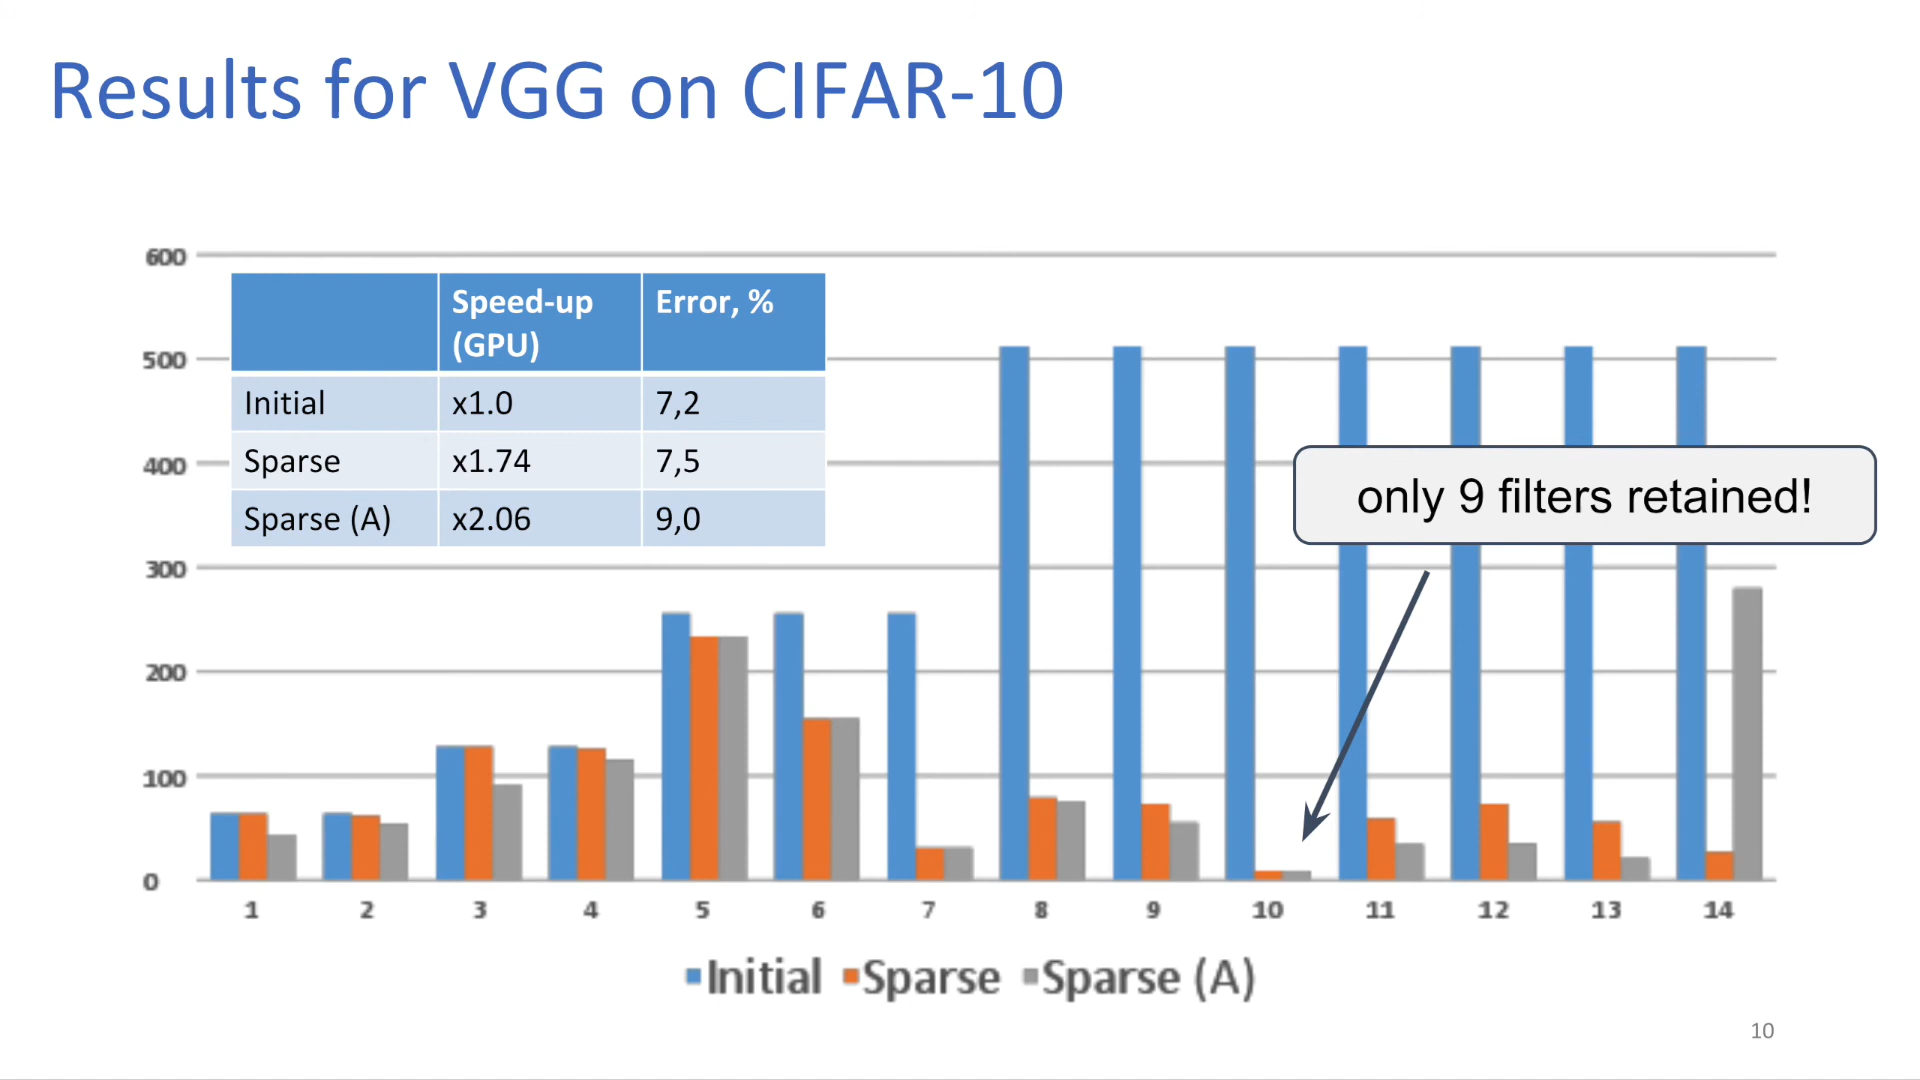 Results for VGG on CIFAR-10
600
500
400
300
200
100
0
Speed-up (GPU) Error, %
Initial x1.0 7,2
Sparse x1.74 7,5
Sparse (A) x2.06 9,0
only 9 filters retained!
1 2 3 4 5 6 7 8 9 10 11 12 13 14
Initial Sparse Sparse (A)
10